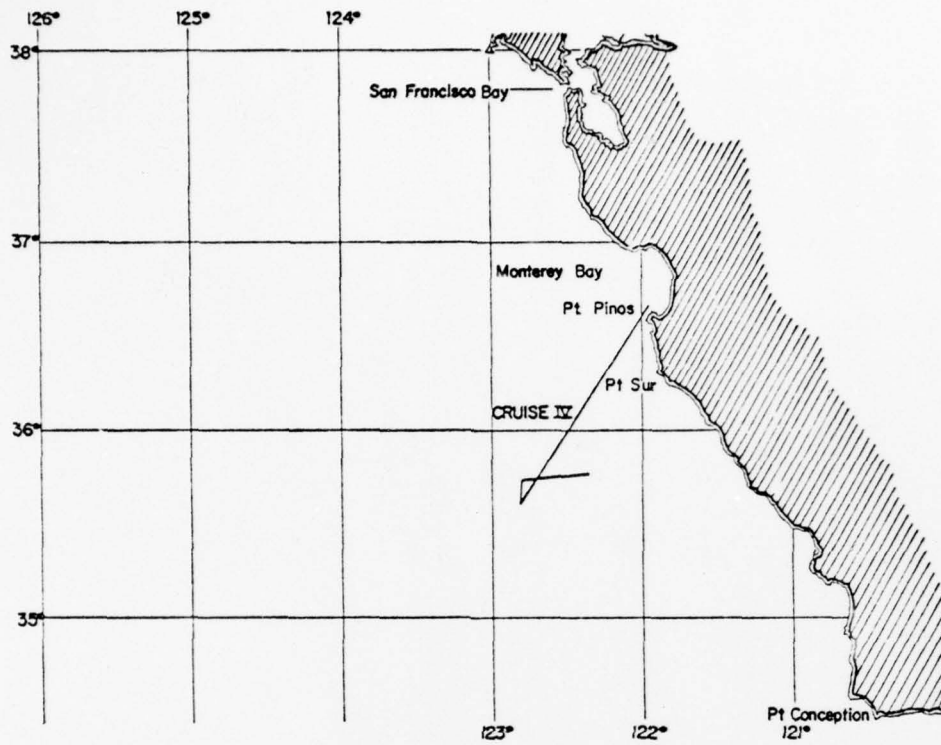 126° 125° 124°
38°
San Francisco Bay
37°
Monterey Bay
Pt. Pinos
Pt Sur
CRUISE IV
36°
35°
Pt Conception
123° 122° 121°